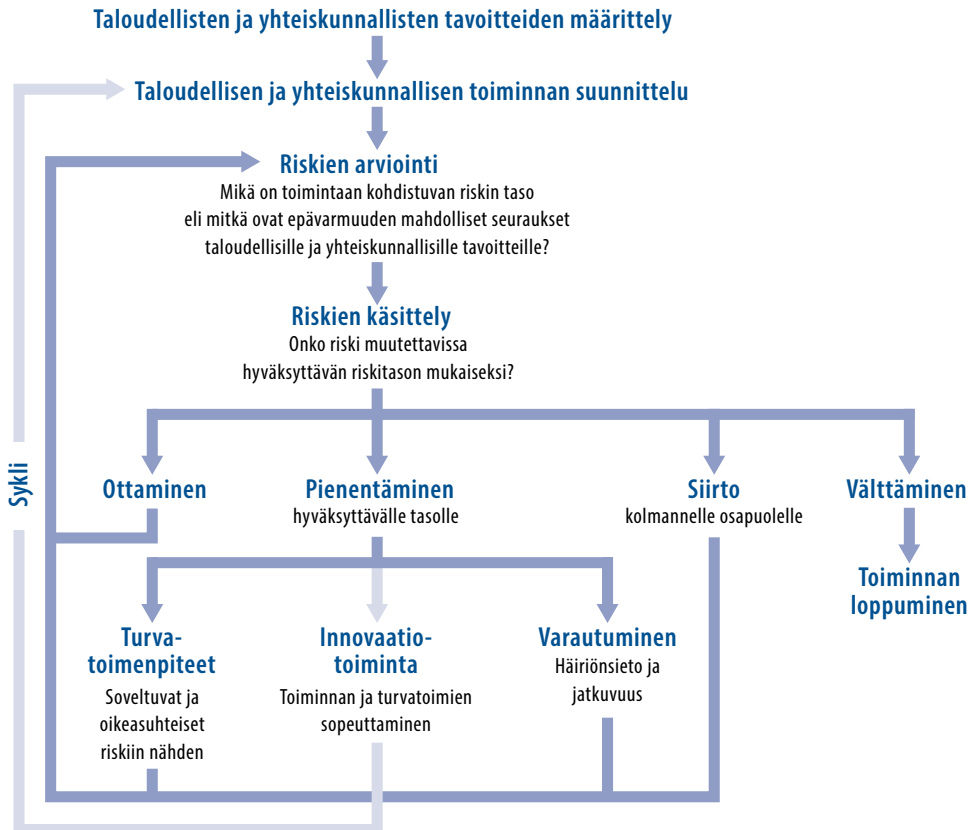 Taloudellisten ja yhteiskunnallisten tavoitteiden määrittely
Taloudellisen ja yhteiskunnallisen toiminnan suunnittelu
Riskien arviointi
Mikä on toimintaan kohdistuvan riskin taso
eli mitkä ovat epävarmuuden mahdolliset seuraukset
taloudellisille ja yhteiskunnallisille tavoitteille?
Riskien käsittely
Onko riski muutettavissa
hyväksyttävän riskitason mukaiseksi?
Sykli
Ottaminen
Pienentäminen
hyväksyttävälle tasolle
Siirto
kolmannelle osapuolelle
Välttäminen
Toiminnan
loppuminen
Turva-
toimenpiteet
Soveltuvat ja
oikeasuhteiset
riskiin nähden
Innovaatio-
toiminta
Toiminnan ja turvatoimien
sopeuttaminen
Varautuminen
Häiriönsieto ja
jatkuvuus